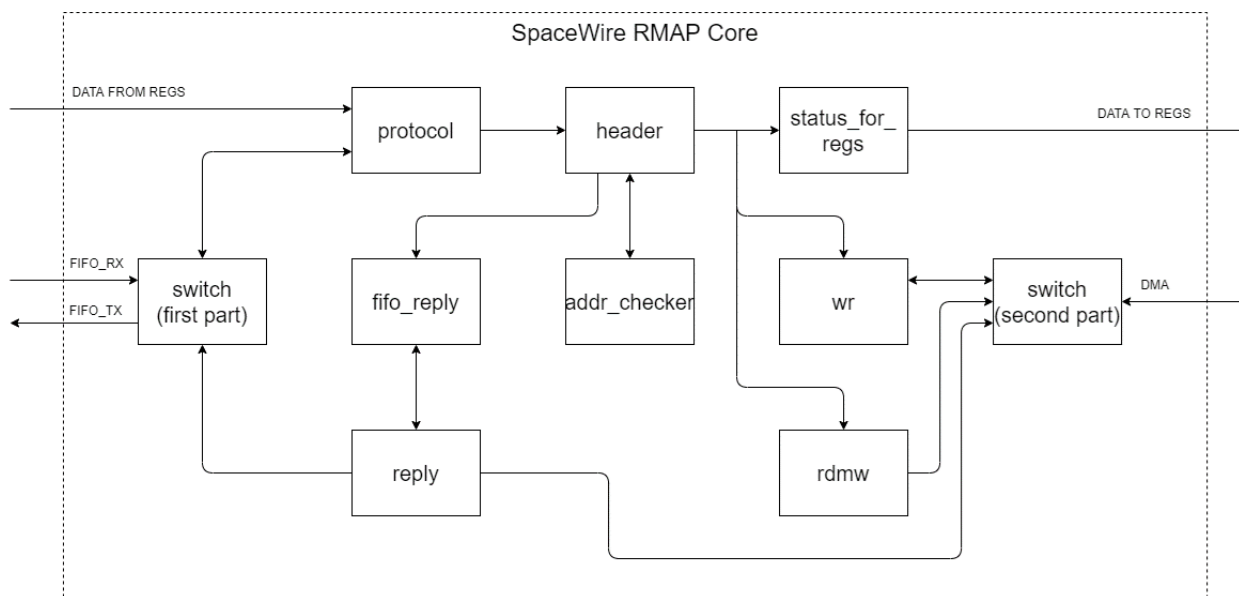 SpaceWire RMAP Core
DATA FROM REGS
protocol
header
status_for_
regs
DATA TO REGS
FIFO_RX
FIFO_TX
switch
(first part)
fifo_reply
addr_checker
wr
switch
(second part)
DMA
reply
rdmw